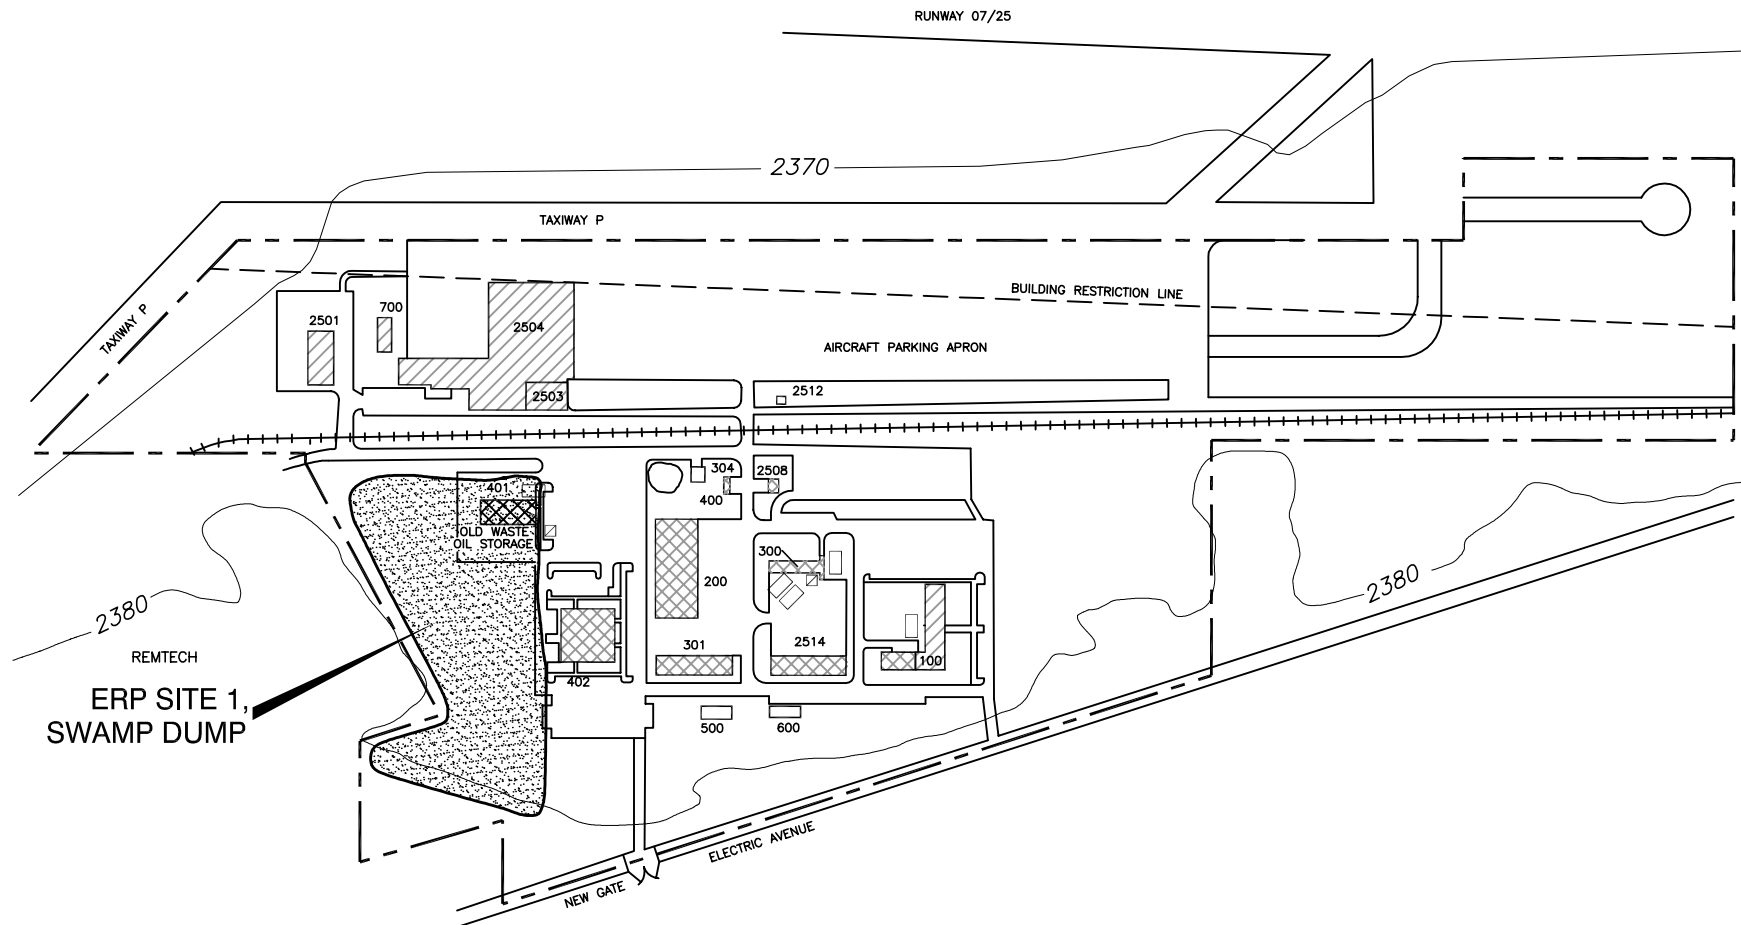 RUNWAY 07/25
2370
TAXIWAY P
TAXIWAY P
BUILDING RESTRICTION LINE
700
2501
2504
AIRCRAFT PARKING APRON
2503
2512
304
2508
401
400
OLD WASTE
OIL STORAGE
300
200
2380
2380
REMTECH
301
2514
100
402
ERP SITE 1,
SWAMP DUMP
500
600
ELECTRIC AVENUE
NEW GATE